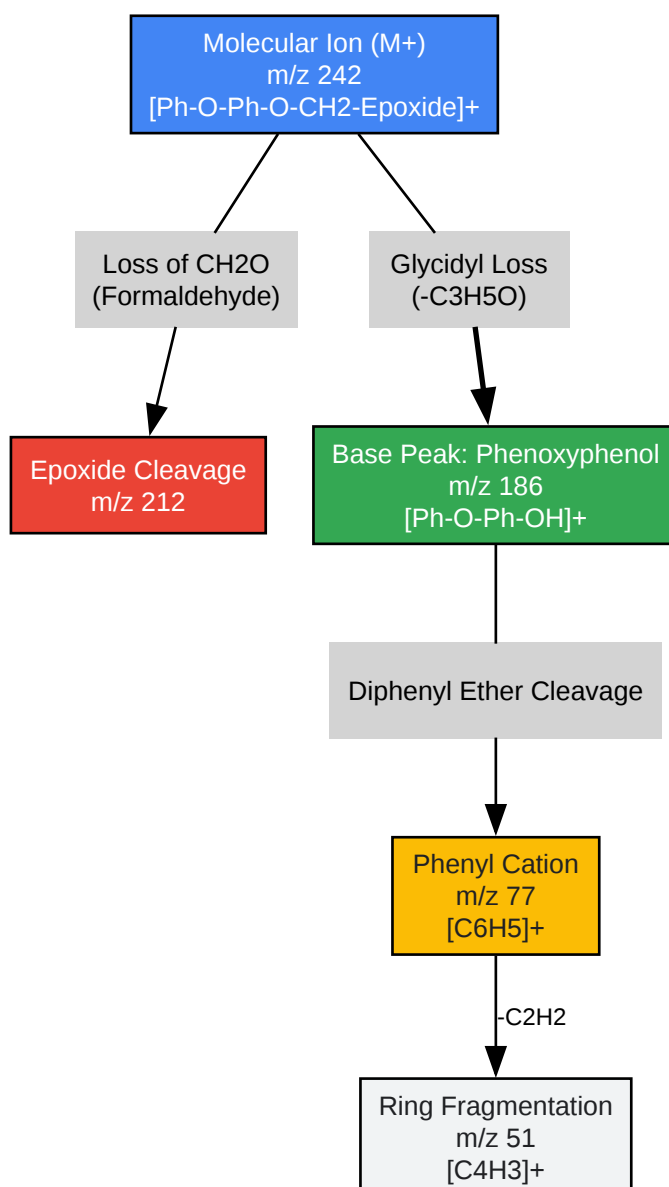 Molecular Ion (M+)
m/z 242
[Ph-O-Ph-O-CH2-Epoxide]+
Loss of CH2O
(Formaldehyde)
Glycidyl Loss
(-C3H5O)
Epoxide Cleavage
m/z 212
Base Peak: Phenoxyphenol
m/z 186
[Ph-O-Ph-OH]+
Diphenyl Ether Cleavage
Phenyl Cation
m/z 77
[C6H5]+
-C2H2
Ring Fragmentation
m/z 51
[C4H3]+